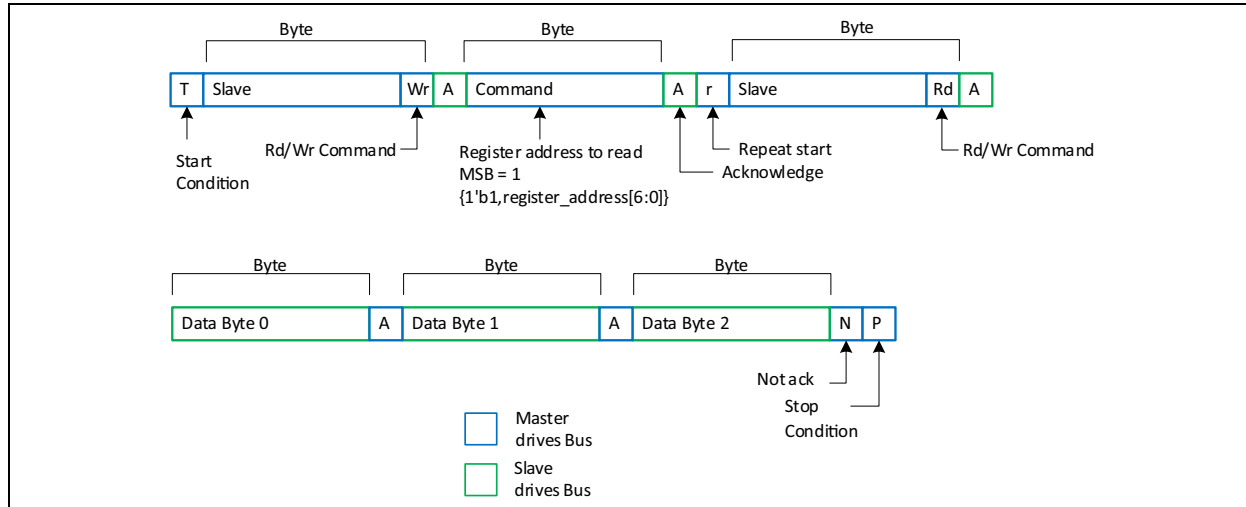 Byte
Byte
Byte
T
Slave
Wr
A
Command
A
r
Slave
Rd
A
Start
Condition
Rd/Wr Command
Register address to read
MSB = 1
{1'b1,register_address[6:0]}
Repeat start
Acknowledge
Rd/Wr Command
Byte
Byte
Byte
Data Byte 0
A
Data Byte 1
A
Data Byte 2
N
P
Not ack
Stop
Condition
Master
drives Bus
Slave
drives Bus